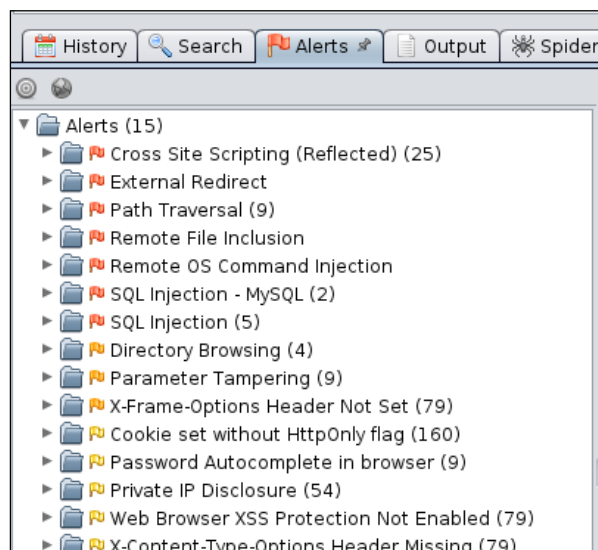 History Search Alerts Output Spider
Alerts (15)
Cross Site Scripting (Reflected) (25)
External Redirect
Path Traversal (9)
Remote File Inclusion
Remote OS Command Injection
SQL Injection - MySQL (2)
SQL Injection (5)
Directory Browsing (4)
Parameter Tampering (9)
X-Frame-Options Header Not Set (79)
Cookie set without HttpOnly flag (160)
Password Autocomplete in browser (9)
Private IP Disclosure (54)
Web Browser XSS Protection Not Enabled (79)
X-Content-Type-Options Header Missing (79)